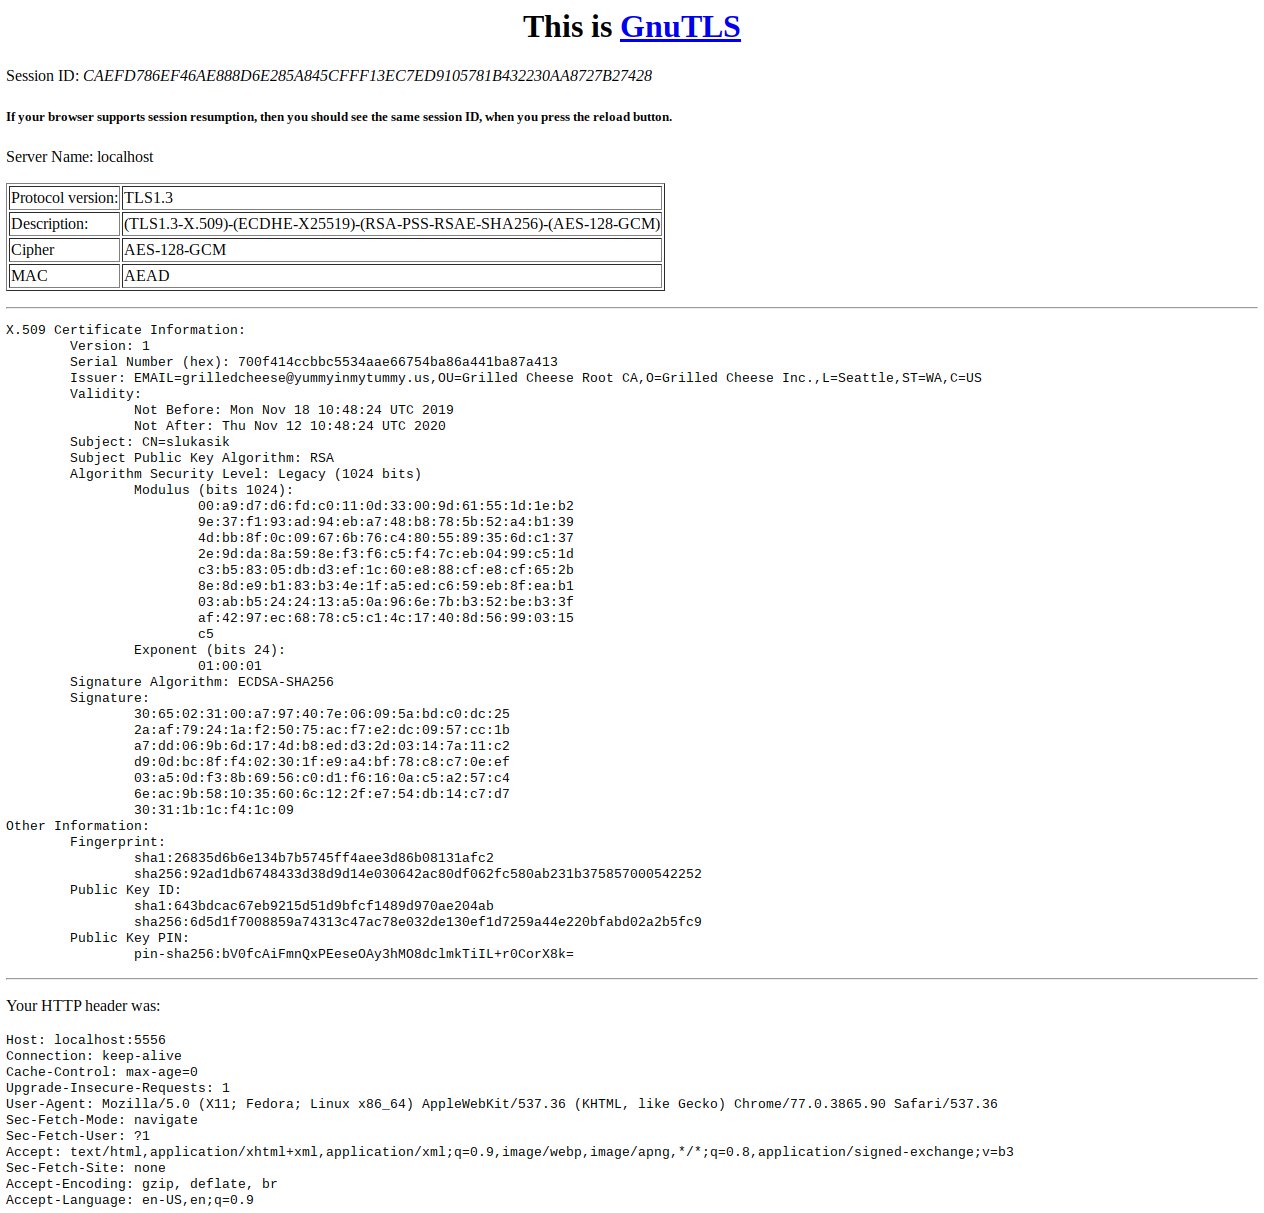 This is GnuTLS
Session ID: CAEFD786EF46AE888D6E285A845CFFF13EC7ED9105781B432230AA8727B27428
If your browser supports session resumption, then you should see the same session ID, when you press the reload button.
Server Name: localhost
Protocol version: TLS1.3
Description: (TLS1.3-X.509)-(ECDHE-X25519)-(RSA-PSS-RSAE-SHA256)-(AES-128-GCM)
Cipher AES-128-GCM
MAC AEAD
X.509 Certificate Information:
Version: 1
Serial Number (hex): 700f414ccbbc5534aae66754ba86a441ba87a413
Issuer: EMAIL=grilledcheese@yummyinmytummy.us,OU=Grilled Cheese Root CA,O=Grilled Cheese Inc.,L=Seattle,ST=WA,C=US
Validity:
Not Before: Mon Nov 18 10:48:24 UTC 2019
Not After: Thu Nov 12 10:48:24 UTC 2020
Subject: CN=slukasik
Subject Public Key Algorithm: RSA
Algorithm Security Level: Legacy (1024 bits)
Modulus (bits 1024):
00:a9:d7:d6:fd:c0:11:0d:33:00:9d:61:55:1d:1e:b2
9e:37:f1:93:ad:94:eb:a7:48:b8:78:5b:52:a4:b1:39
4d:bb:8f:0c:09:67:6b:76:c4:80:55:89:35:6d:c1:37
2e:9d:da:8a:59:8e:f3:f6:c5:f4:7c:eb:04:99:c5:1d
c3:b5:83:05:db:d3:ef:1c:60:e8:88:cf:e8:cf:65:2b
8e:8d:e9:b1:83:b3:4e:1f:a5:ed:c6:59:eb:8f:ea:b1
03:ab:b5:24:24:13:a5:0a:96:6e:7b:b3:52:be:b3:3f
af:42:97:ec:68:78:c5:c1:4c:17:40:8d:56:99:03:15
c5
Exponent (bits 24):
01:00:01
Signature Algorithm: ECDSA-SHA256
Signature:
30:65:02:31:00:a7:97:40:7e:06:09:5a:bd:c0:dc:25
2a:af:79:24:1a:f2:50:75:ac:f7:e2:dc:09:57:cc:1b
a7:dd:06:9b:6d:17:4d:b8:ed:d3:2d:03:14:7a:11:c2
d9:0d:bc:8f:f4:02:30:1f:e9:a4:bf:78:c8:c7:0e:ef
03:a5:0d:f3:8b:69:56:c0:d1:f6:16:0a:c5:a2:57:c4
6e:ac:9b:58:10:35:60:6c:12:2f:e7:54:db:14:c7:d7
30:31:1b:1c:f4:1c:09
Other Information:
Fingerprint:
sha1:26835d6b6e134b7b5745ff4aee3d86b08131afc2
sha256:92ad1db6748433d38d9d14e030642ac80df062fc580ab231b375857000542252
Public Key ID:
sha1:643bdcac67eb9215d51d9bfcf1489d970ae204ab
sha256:6d5d1f7008859a74313c47ac78e032de130ef1d7259a44e220bfabd02a2b5fc9
Public Key PIN:
pin-sha256:bV0fcAiFmnQxPEeseOAy3hMO8dclmkTiIL+r0CorX8k=
Your HTTP header was:
Host: localhost:5556
Connection: keep-alive
Cache-Control: max-age=0
Upgrade-Insecure-Requests: 1
User-Agent: Mozilla/5.0 (X11; Fedora; Linux x86_64) AppleWebKit/537.36 (KHTML, like Gecko) Chrome/77.0.3865.90 Safari/537.36
Sec-Fetch-Mode: navigate
Sec-Fetch-User: ?1
Accept: text/html,application/xhtml+xml,application/xml;q=0.9,image/webp,image/apng,*/*;q=0.8,application/signed-exchange;v=b3
Sec-Fetch-Site: none
Accept-Encoding: gzip, deflate, br
Accept-Language: en-US,en;q=0.9